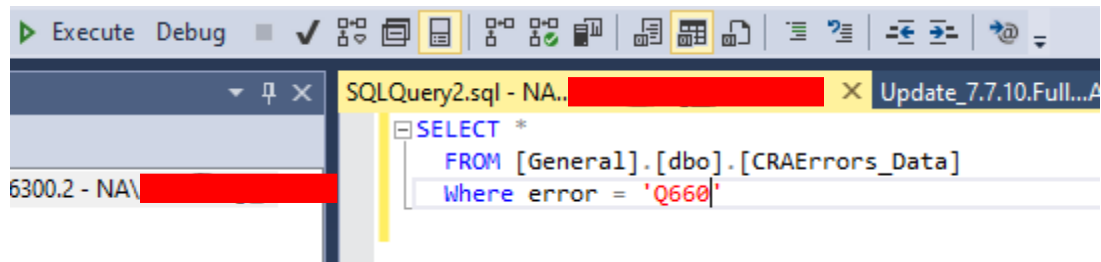 Execute Debug
SQLQuery2.sql - NA..
Update_7.7.10.Full...A
SELECT *
FROM [General].[dbo].[CRAErrors_Data]
Where error = 'Q660'
6300.2 - NA\